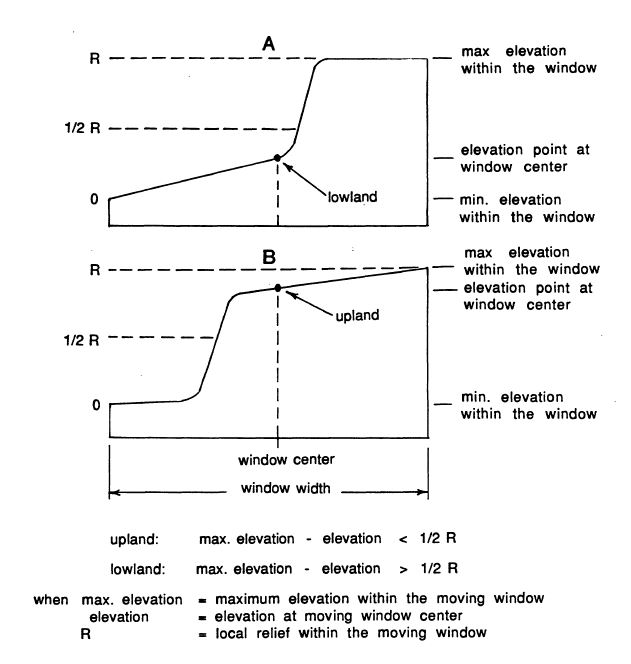 A
R
max elevation
within the window
1/2 R
elevation point at
window center
lowland
0
min. elevation
within the window
B
max elevation
R
within the window
elevation point at
window center
upland
1/2 R
0
min. elevation
within the window
window center
window width
upland: max. elevation - elevation < 1/2 R
lowland: max. elevation - elevation > 1/2 R
when max. elevation = maximum elevation within the moving window
elevation = elevation at moving window center
R = local relief within the moving window